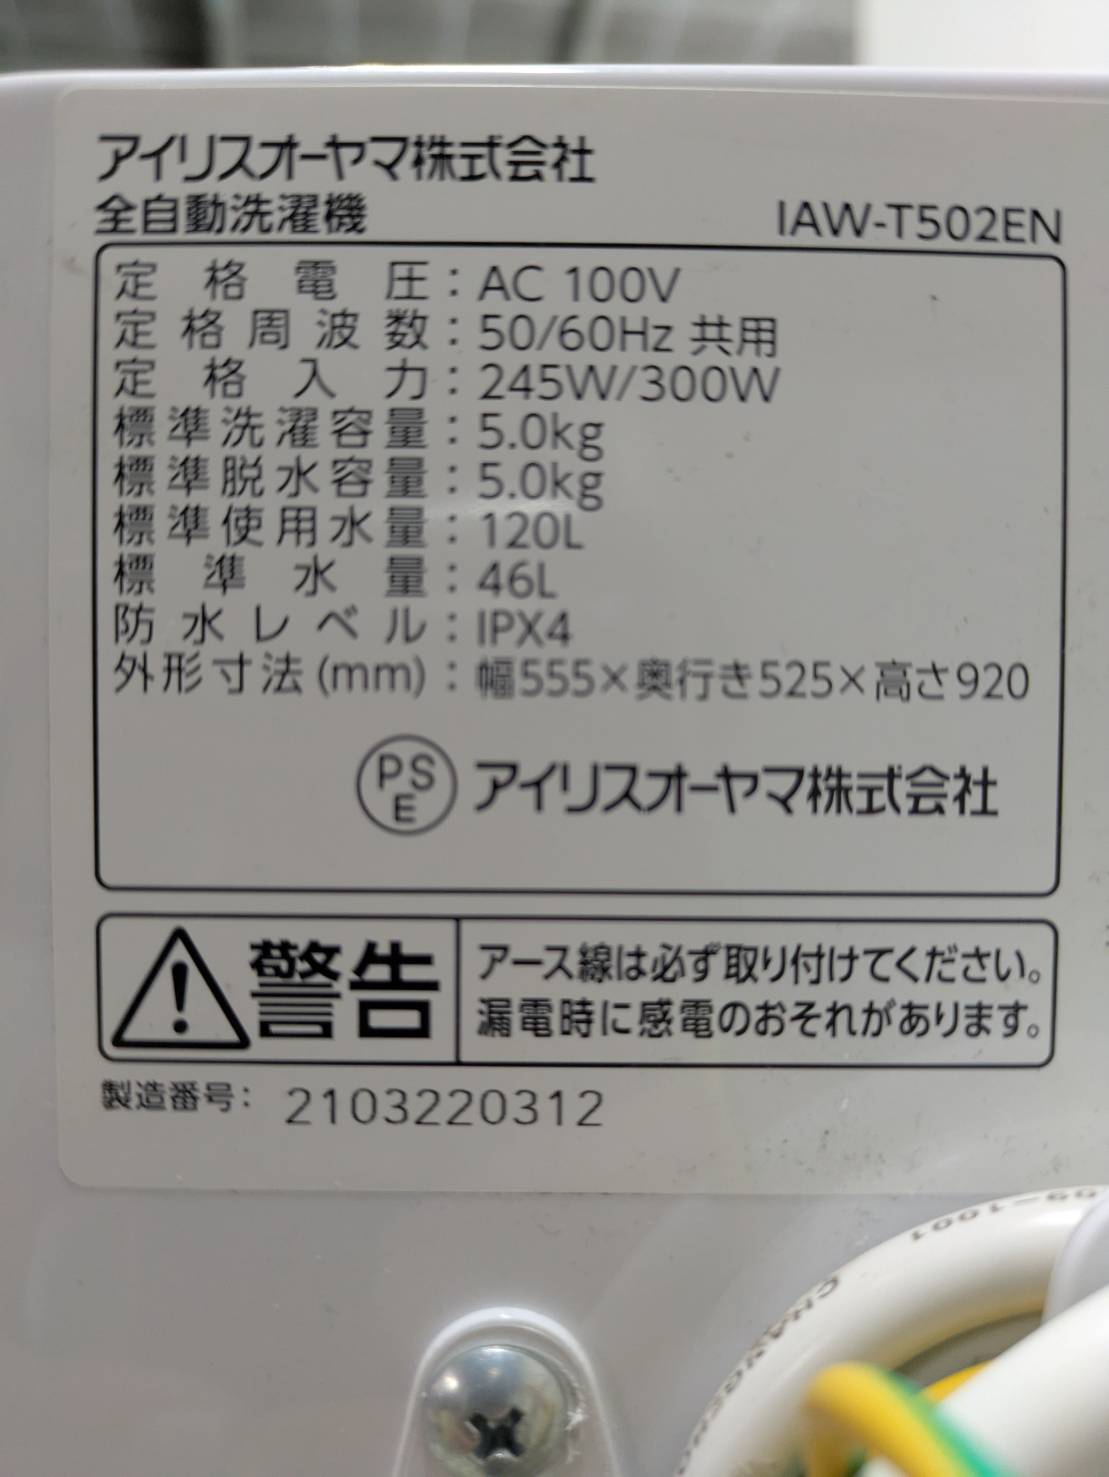 アイリスオーヤマ株式会社
全自動洗濯機 IAW-T502EN
定格電圧：AC 100V
定格周波数：50/60Hz 共用
定格入力：245W/300W
標準洗濯容量：5.0kg
標準脱水容量：5.0kg
標準使用水量：120L
標準水量：46L
防水レベル：IPX4
外形寸法(mm)：幅555×奥行き525×高さ920
PSE アイリスオーヤマ株式会社
警告
アース線は必ず取り付けてください。
漏電時に感電のおそれがあります。
製造番号：2103220312